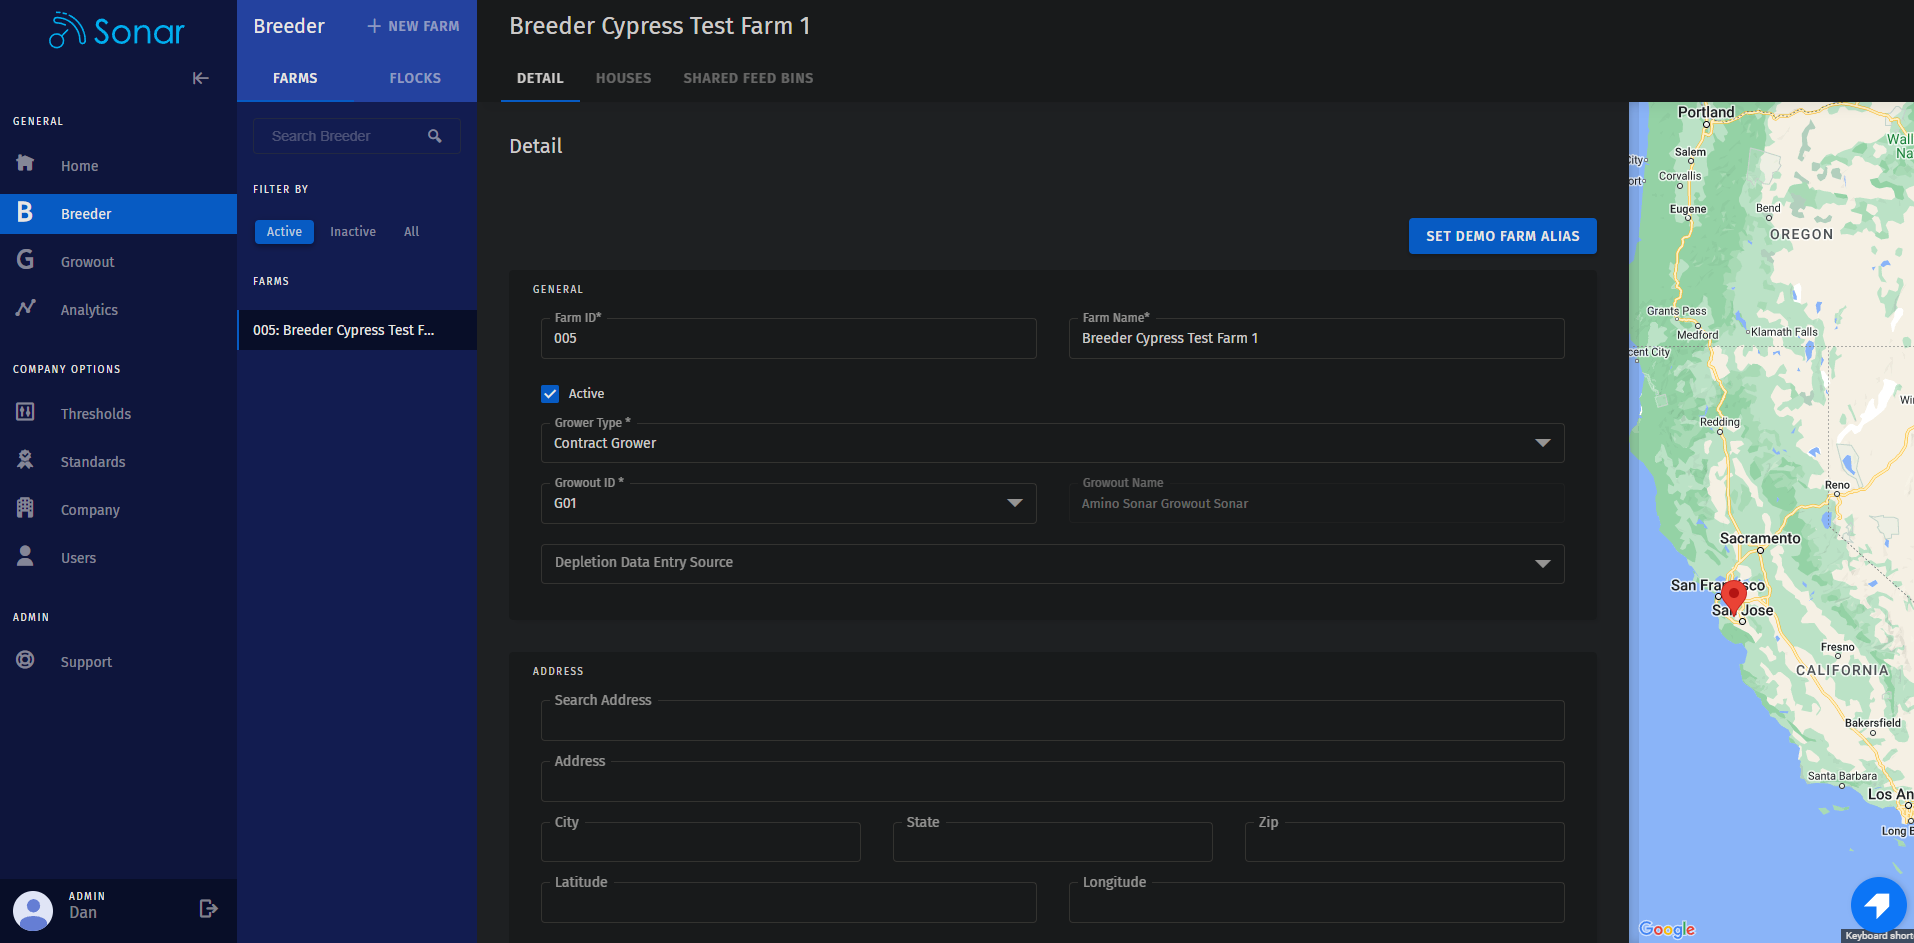 Sonar
GENERAL
Home
B Breeder
G Growout
Analytics
COMPANY OPTIONS
Thresholds
Standards
Company
Users
ADMIN
Support
ADMIN
Dan
Breeder
NEW FARM
FARMS
FLOCKS
Search Breeder
FILTER BY
Active
Inactive
All
FARMS
005: Breeder Cypress Test F...
Breeder Cypress Test Farm 1
DETAIL
HOUSES
SHARED FEED BINS
Detail
SET DEMO FARM ALIAS
GENERAL
Farm ID*
005
Farm Name*
Breeder Cypress Test Farm 1
Active
Grower Type *
Contract Grower
Growout ID *
G01
Growout Name
Amino Sonar Growout Sonar
Depletion Data Entry Source
ADDRESS
Search Address
Address
City
State
Zip
Latitude
Longitude
Portland
Wall
Na
Salem
City
Corvallis
ort
Eugene
Bend
OREGON
Grants Pass
Medford
Klamath Falls
cent City
Redding
Reno
Sacramento
San Francisco
San Jose
Fresno
CALIFORNIA
Bakersfield
Santa Barbara
Los An
Long B
Google
Keyboard short